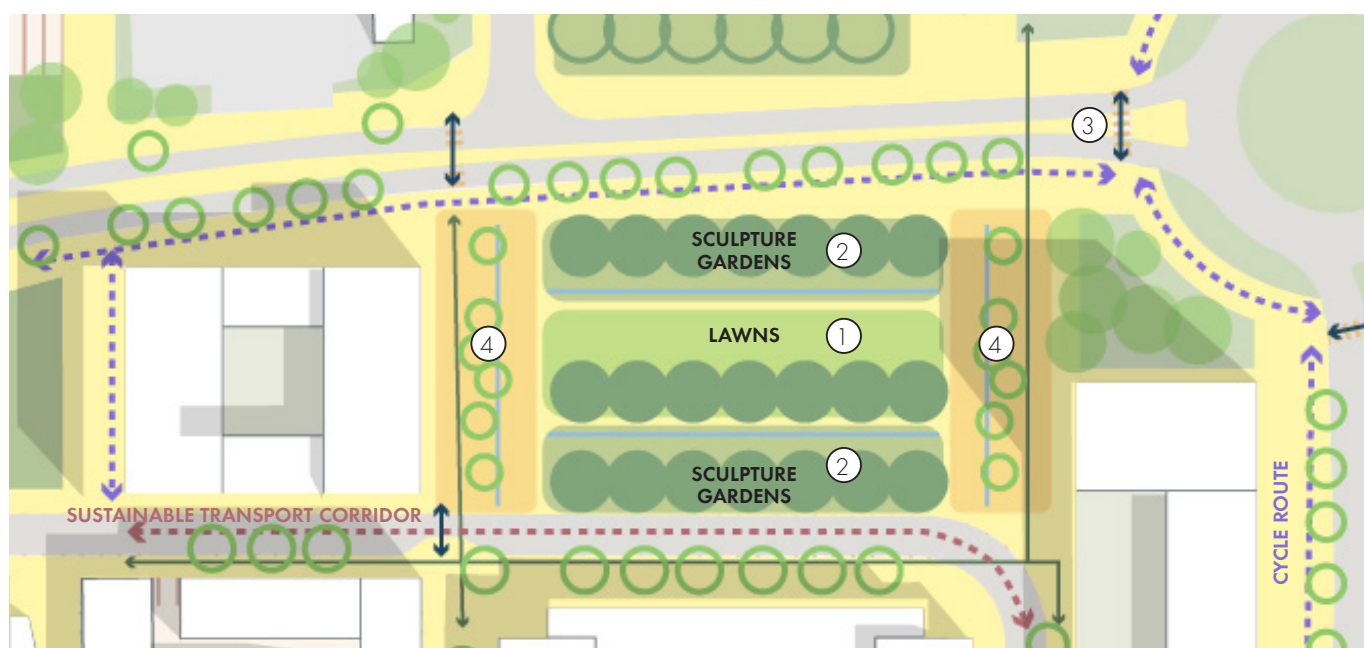 3
SCULPTURE
GARDENS
2
LAWNS
1
4
4
SCULPTURE
GARDENS
2
SUSTAINABLE TRANSPORT CORRIDOR
CYCLE ROUTE